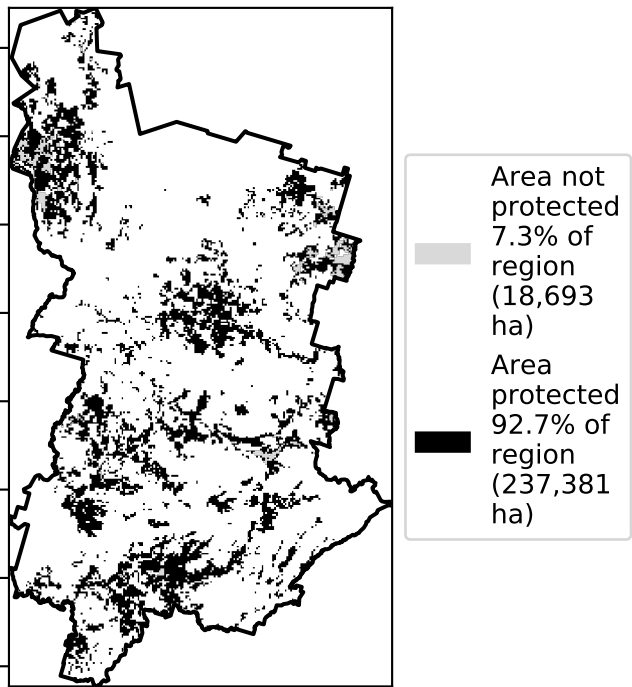 Area not
protected
7.3% of
region
(18,693
ha)
Area
protected
92.7% of
region
(237,381
ha)